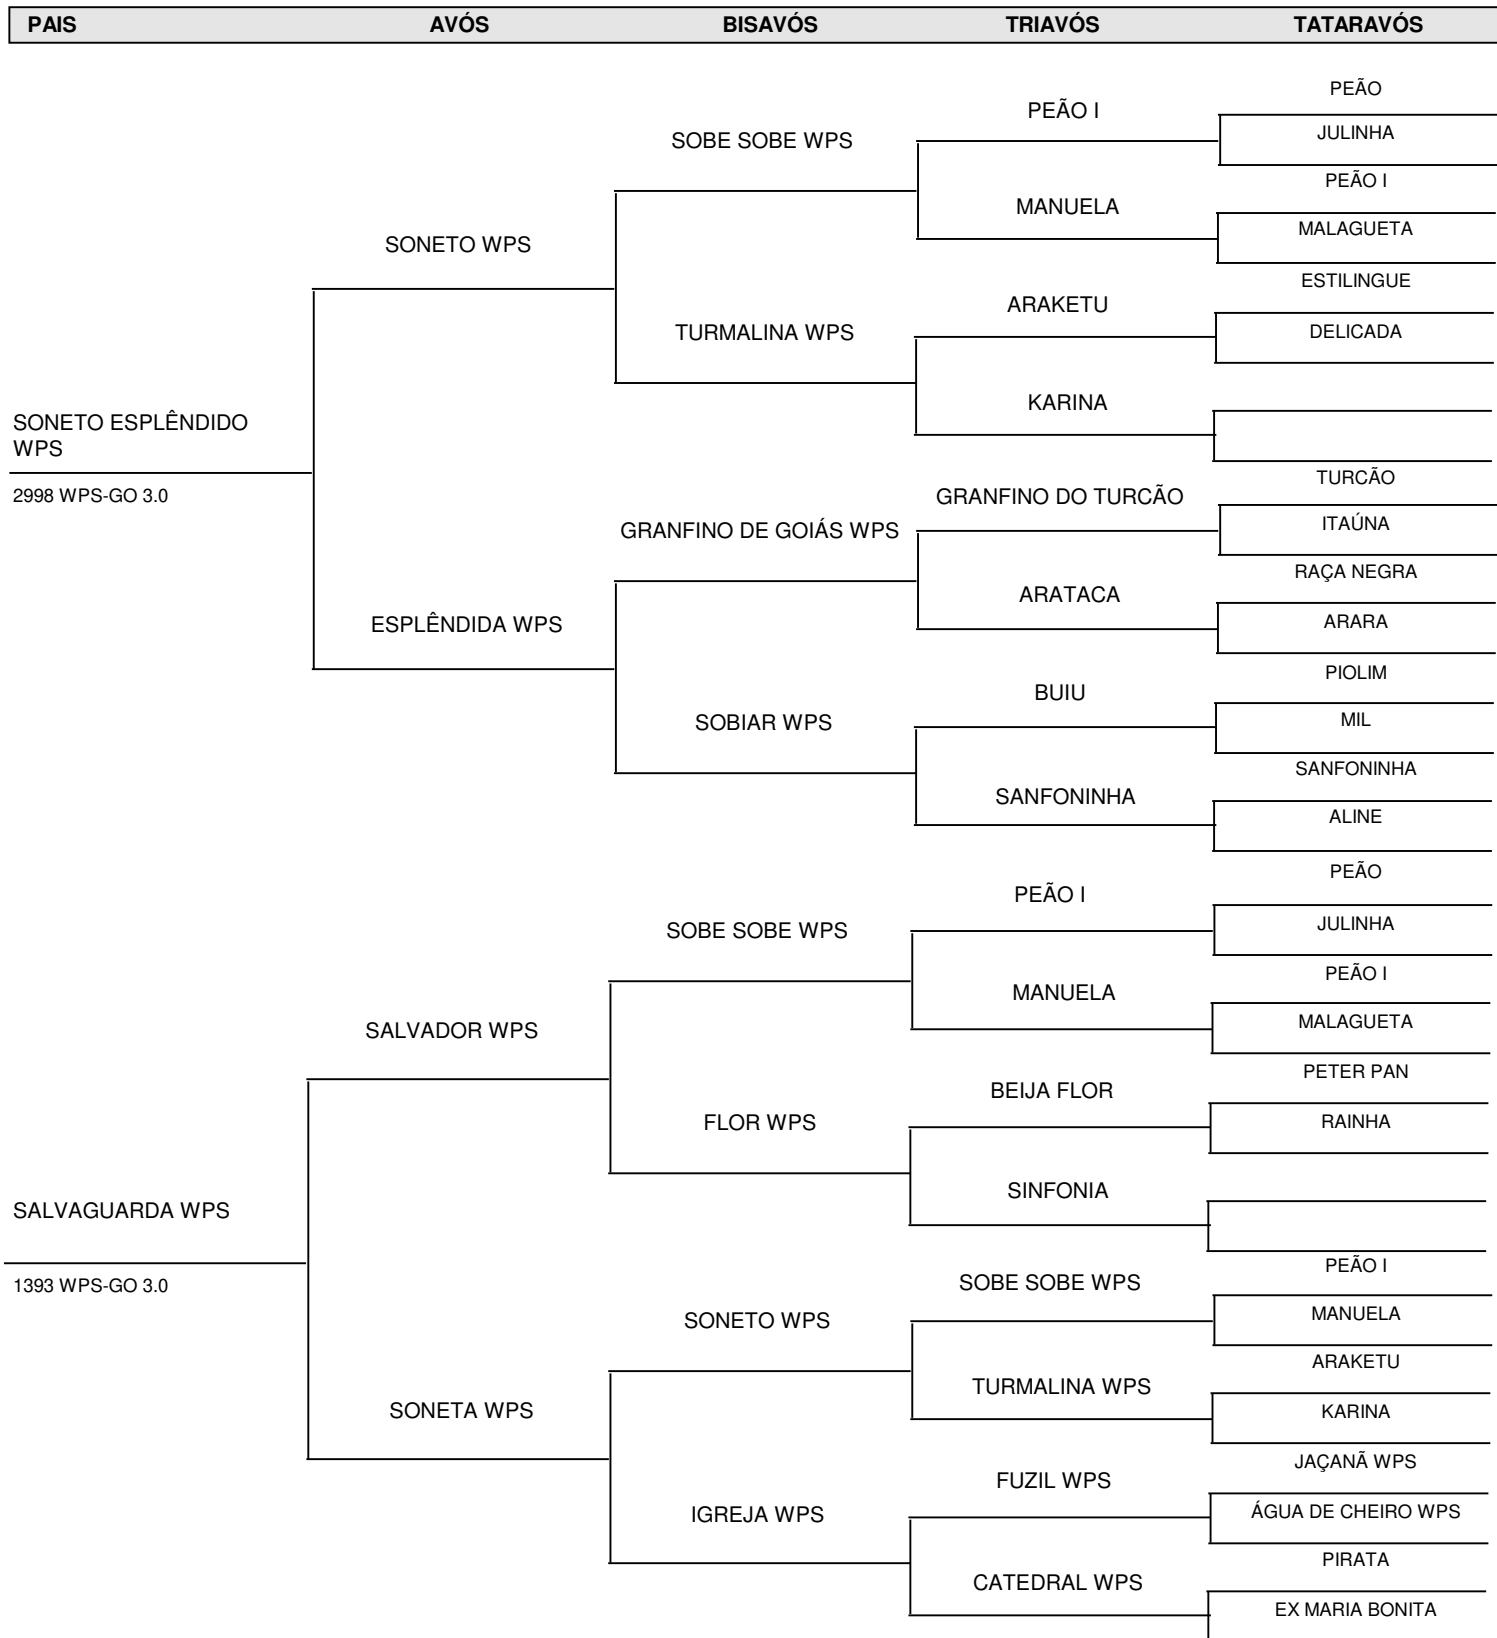 PAIS AVÓS BISAVÓS TRIAVÓS TATARAVÓS
PEÃO
PEÃO I
JULINHA
SOBE SOBE WPS
PEÃO I
MANUELA
MALAGUETA
SONETO WPS
ESTILINGUE
ARAKETU
DELICADA
TURMALINA WPS
KARINA
SONETO ESPLÊNDIDO
WPS
2998 WPS-GO 3.0
TURCÃO
GRANFINO DO TURCÃO
ITAÚNA
GRANFINO DE GOIÁS WPS
RAÇA NEGRA
ARATACA
ARARA
ESPLÊNDIDA WPS
PIOLIM
BUIU
MIL
SOBIAR WPS
SANFONINHA
SANFONINHA
ALINE
PEÃO
PEÃO I
JULINHA
SOBE SOBE WPS
PEÃO I
MANUELA
MALAGUETA
SALVADOR WPS
PETER PAN
BEIJA FLOR
RAINHA
FLOR WPS
SINFONIA
SALVAGUARDA WPS
1393 WPS-GO 3.0
PEÃO I
SOBE SOBE WPS
MANUELA
SONETO WPS
ARAKETU
TURMALINA WPS
KARINA
SONETA WPS
JAÇANÃ WPS
FUZIL WPS
ÁGUA DE CHEIRO WPS
IGREJA WPS
PIRATA
CATEDRAL WPS
EX MARIA BONITA